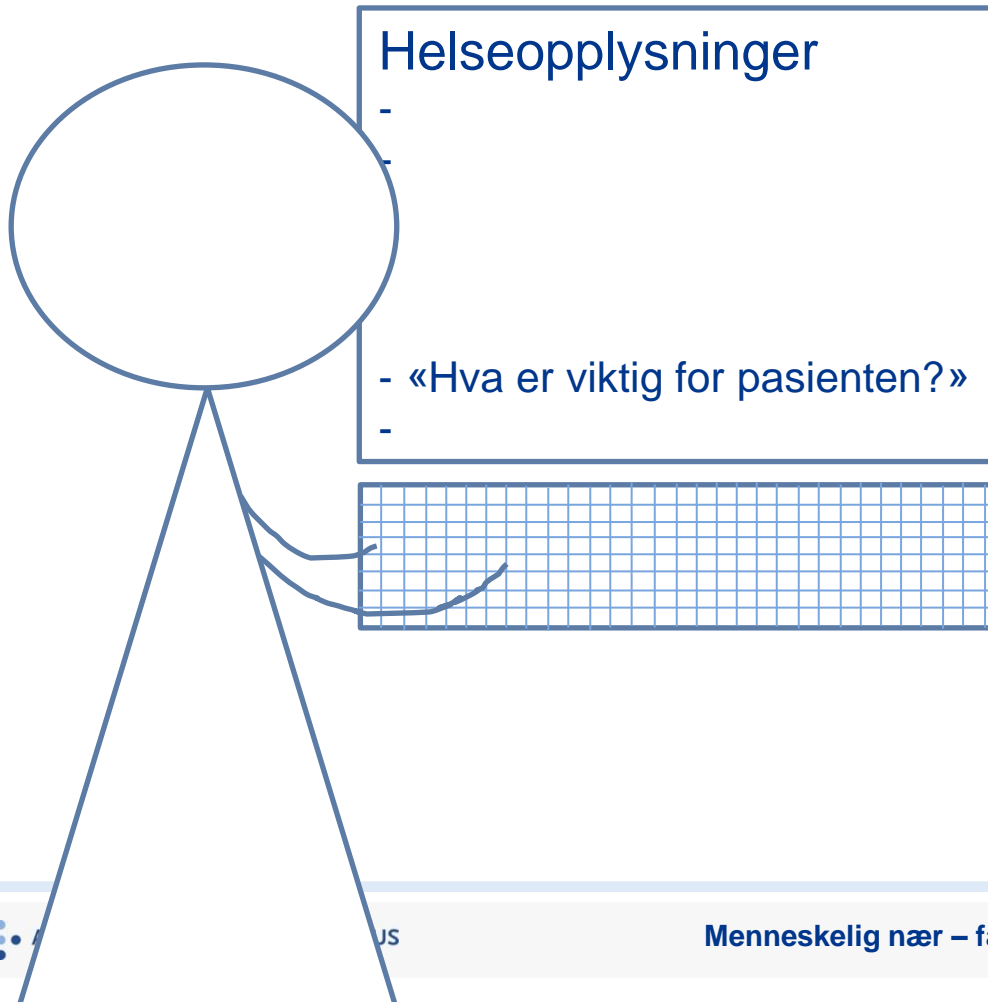 Helseopplysninger
-
-
- «Hva er viktig for pasienten?»
-
Menneskelig nær –